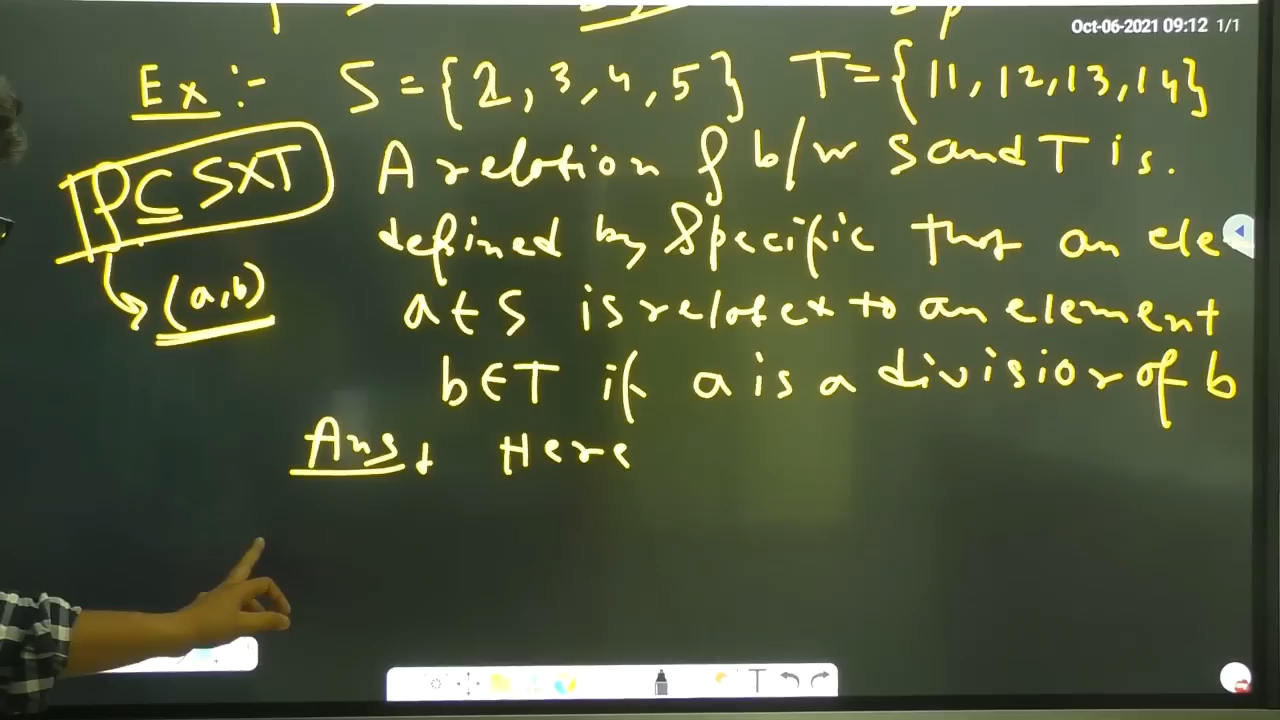 Oct-06-2021 09:12 1/1
Ex :- S = {2, 3, 4, 5} T = {11, 12, 13, 14}
P ⊆ S×T
A relation ρ b/w S and T is.
defined by specific that an ele
(a,b)
a ∈ S is related to an element
b ∈ T if a is a divisior of b
Ans Here
T